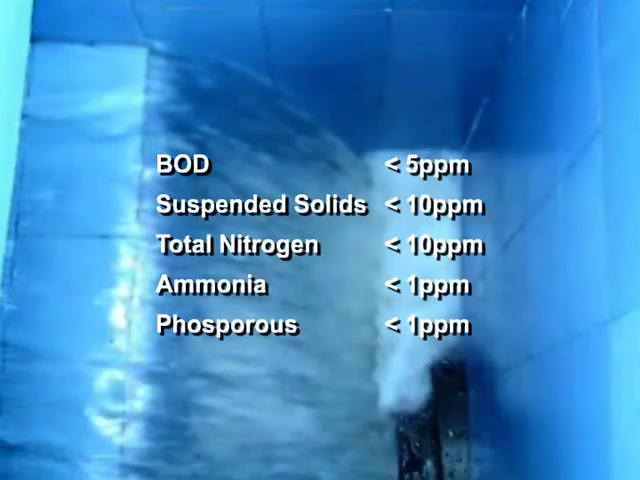 BOD < 5ppm
Suspended Solids < 10ppm
Total Nitrogen < 10ppm
Ammonia < 1ppm
Phosporous < 1ppm